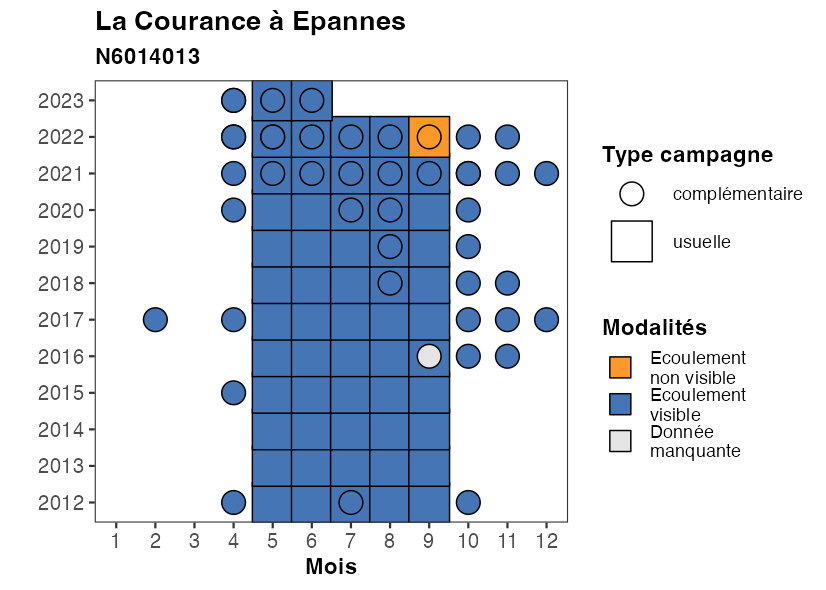 La Courance à Epannes
N6014013
2023
2022
2021
2020
2019
2018
2017
2016
2015
2014
2013
2012
1 2 3 4 5 6 7 8 9 10 11 12
Mois
Type campagne
complémentaire
usuelle
Modalités
Ecoulement
non visible
Ecoulement
visible
Donnée
manquante